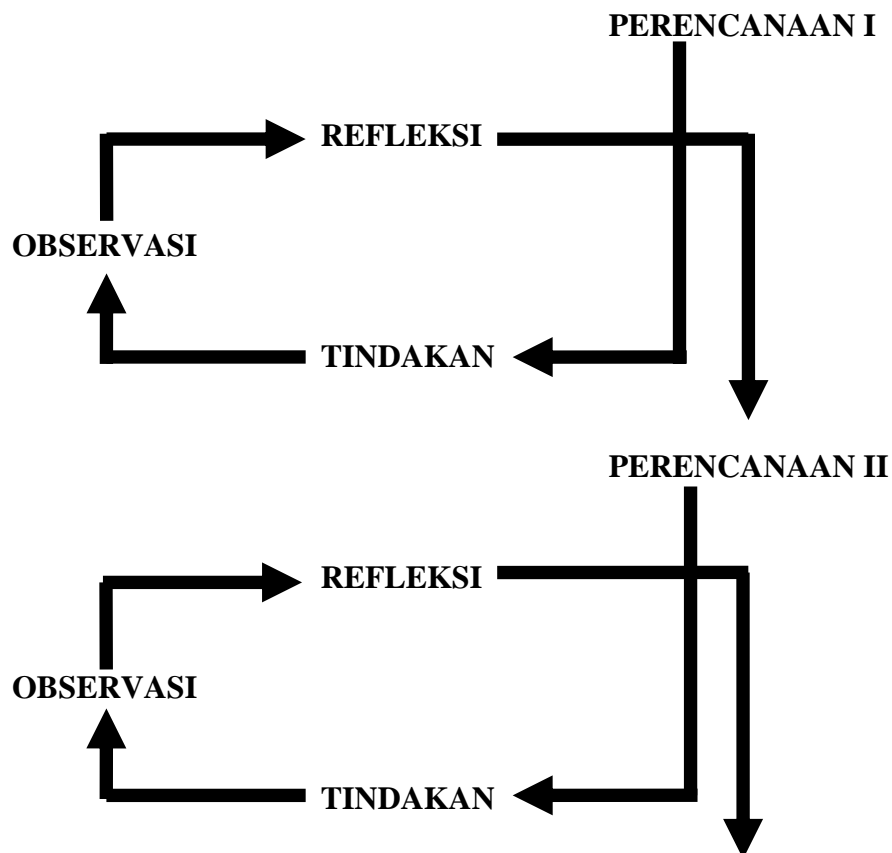 PERENCANAAN I
REFLEKSI
OBSERVASI
TINDAKAN
PERENCANAAN II
REFLEKSI
OBSERVASI
TINDAKAN